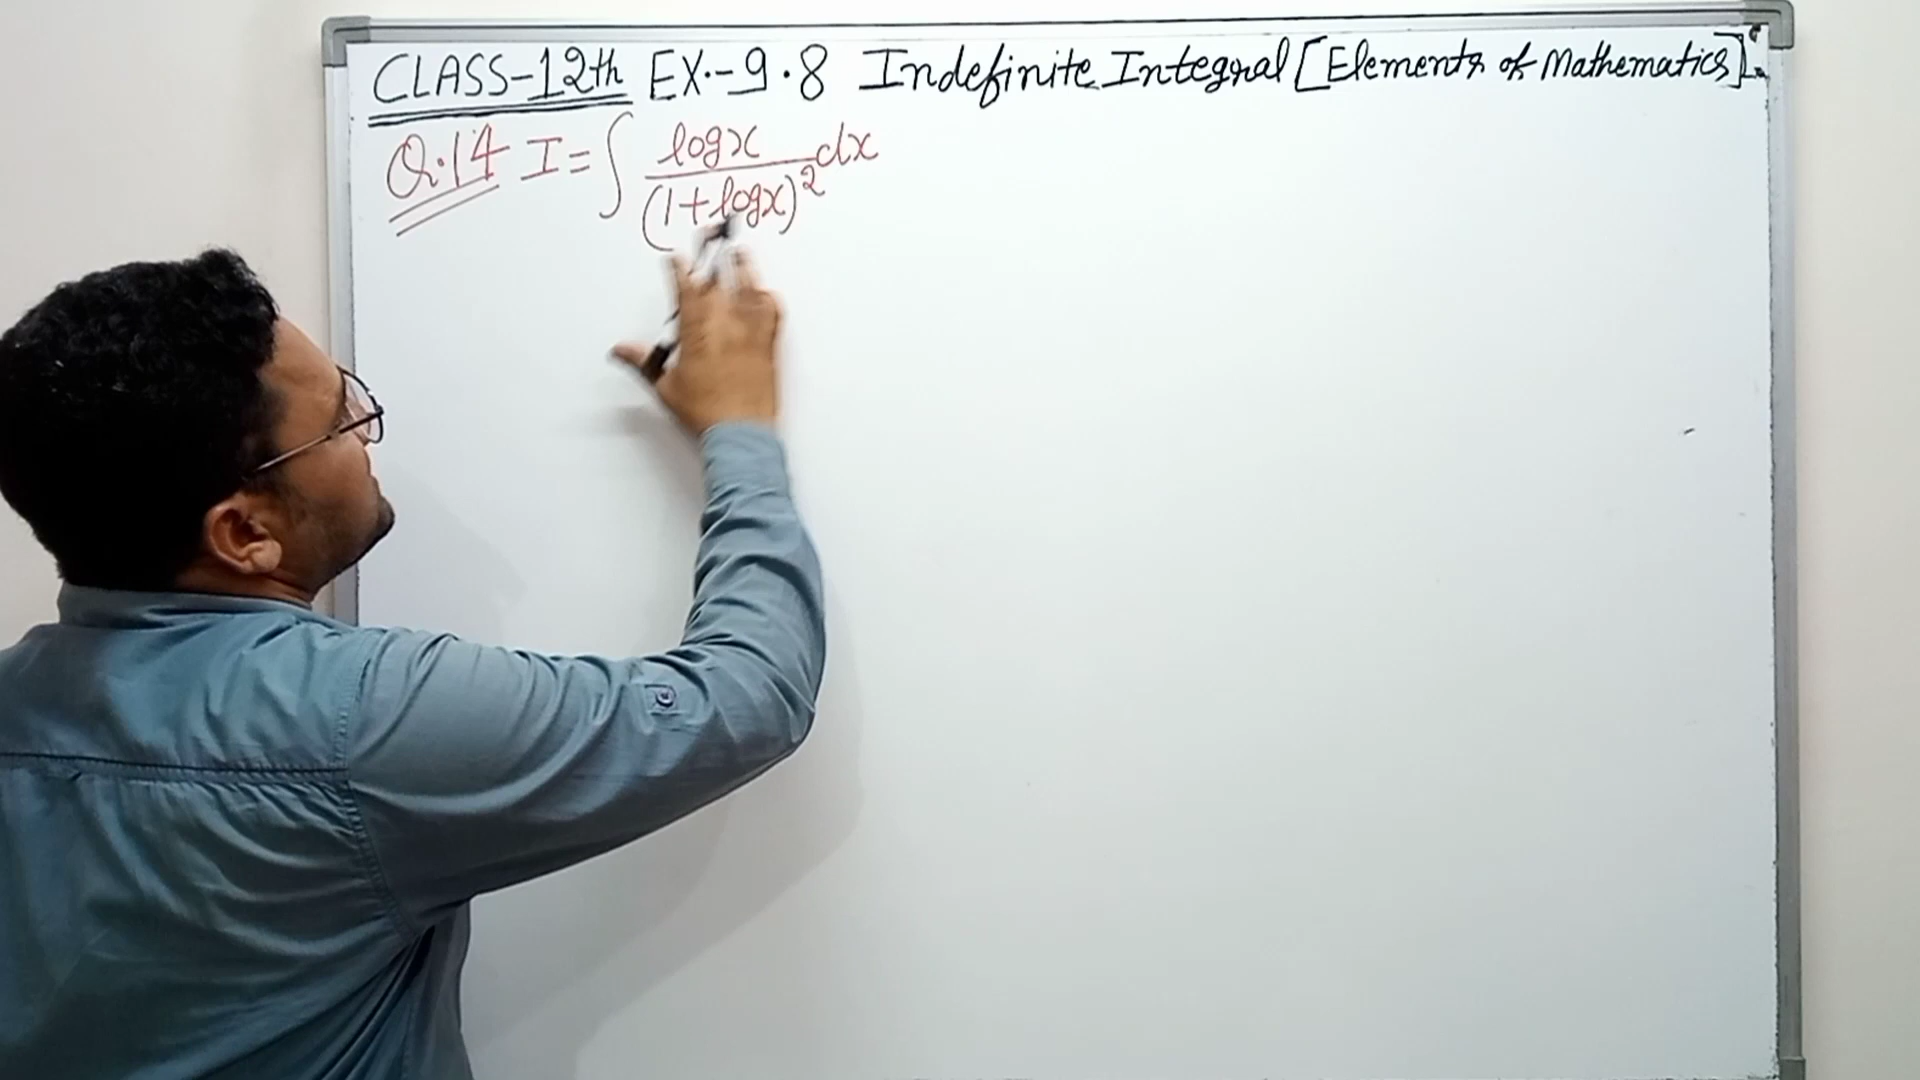 CLASS-12th EX.-9.8 Indefinite Integral [Elements of Mathematics]
Q.14 I = ∫ logx/(1+logx)² dx